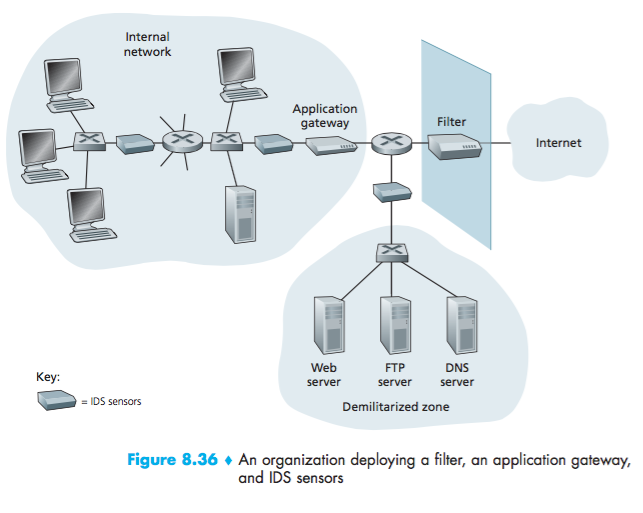 Internal
network
Application
gateway
Filter
Internet
Web
server
FTP
server
DNS
server
Demilitarized zone
Key:
= IDS sensors
Figure 8.36 ♦ An organization deploying a filter, an application gateway,
and IDS sensors